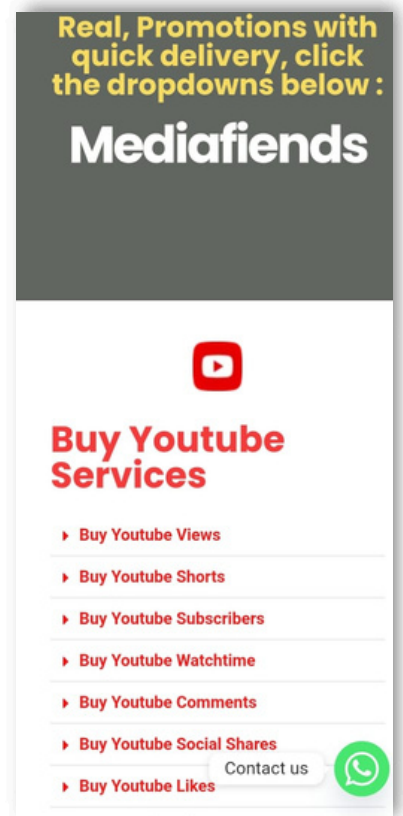 Real, Promotions with
quick delivery, click
the dropdowns below :
Mediafiends
Buy Youtube
Services
Buy Youtube Views
Buy Youtube Shorts
Buy Youtube Subscribers
Buy Youtube Watchtime
Buy Youtube Comments
Buy Youtube Social Shares
Contact us
Buy Youtube Likes